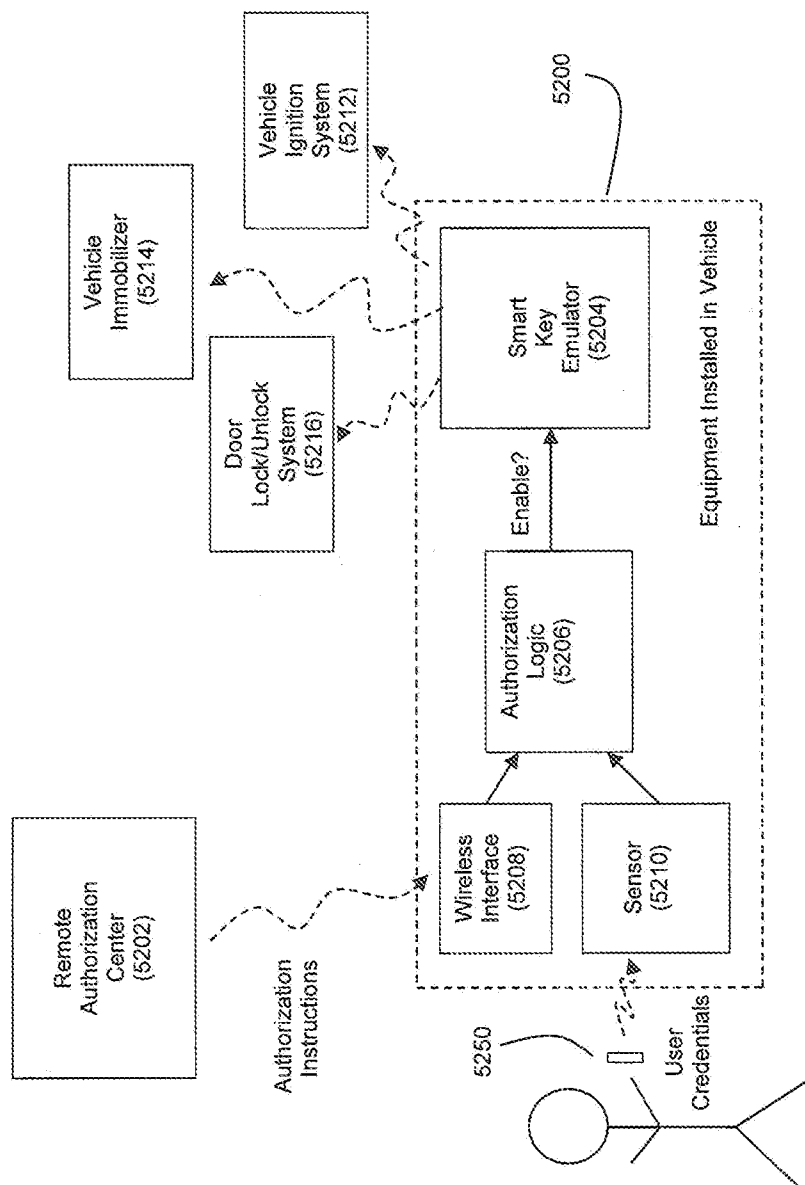 Remote
Authorization
Center
(5202)
Authorization
Instructions
Door
Lock/Unlock
System
(5216)
Vehicle
Immobilizer
(5214)
Vehicle
Ignition
System
(5212)
5200
Wireless
Interface
(5208)
Sensor
(5210)
Authorization
Logic
(5206)
Enable?
Smart
Key
Emulator
(5204)
Equipment Installed in Vehicle
5250
User
Credentials